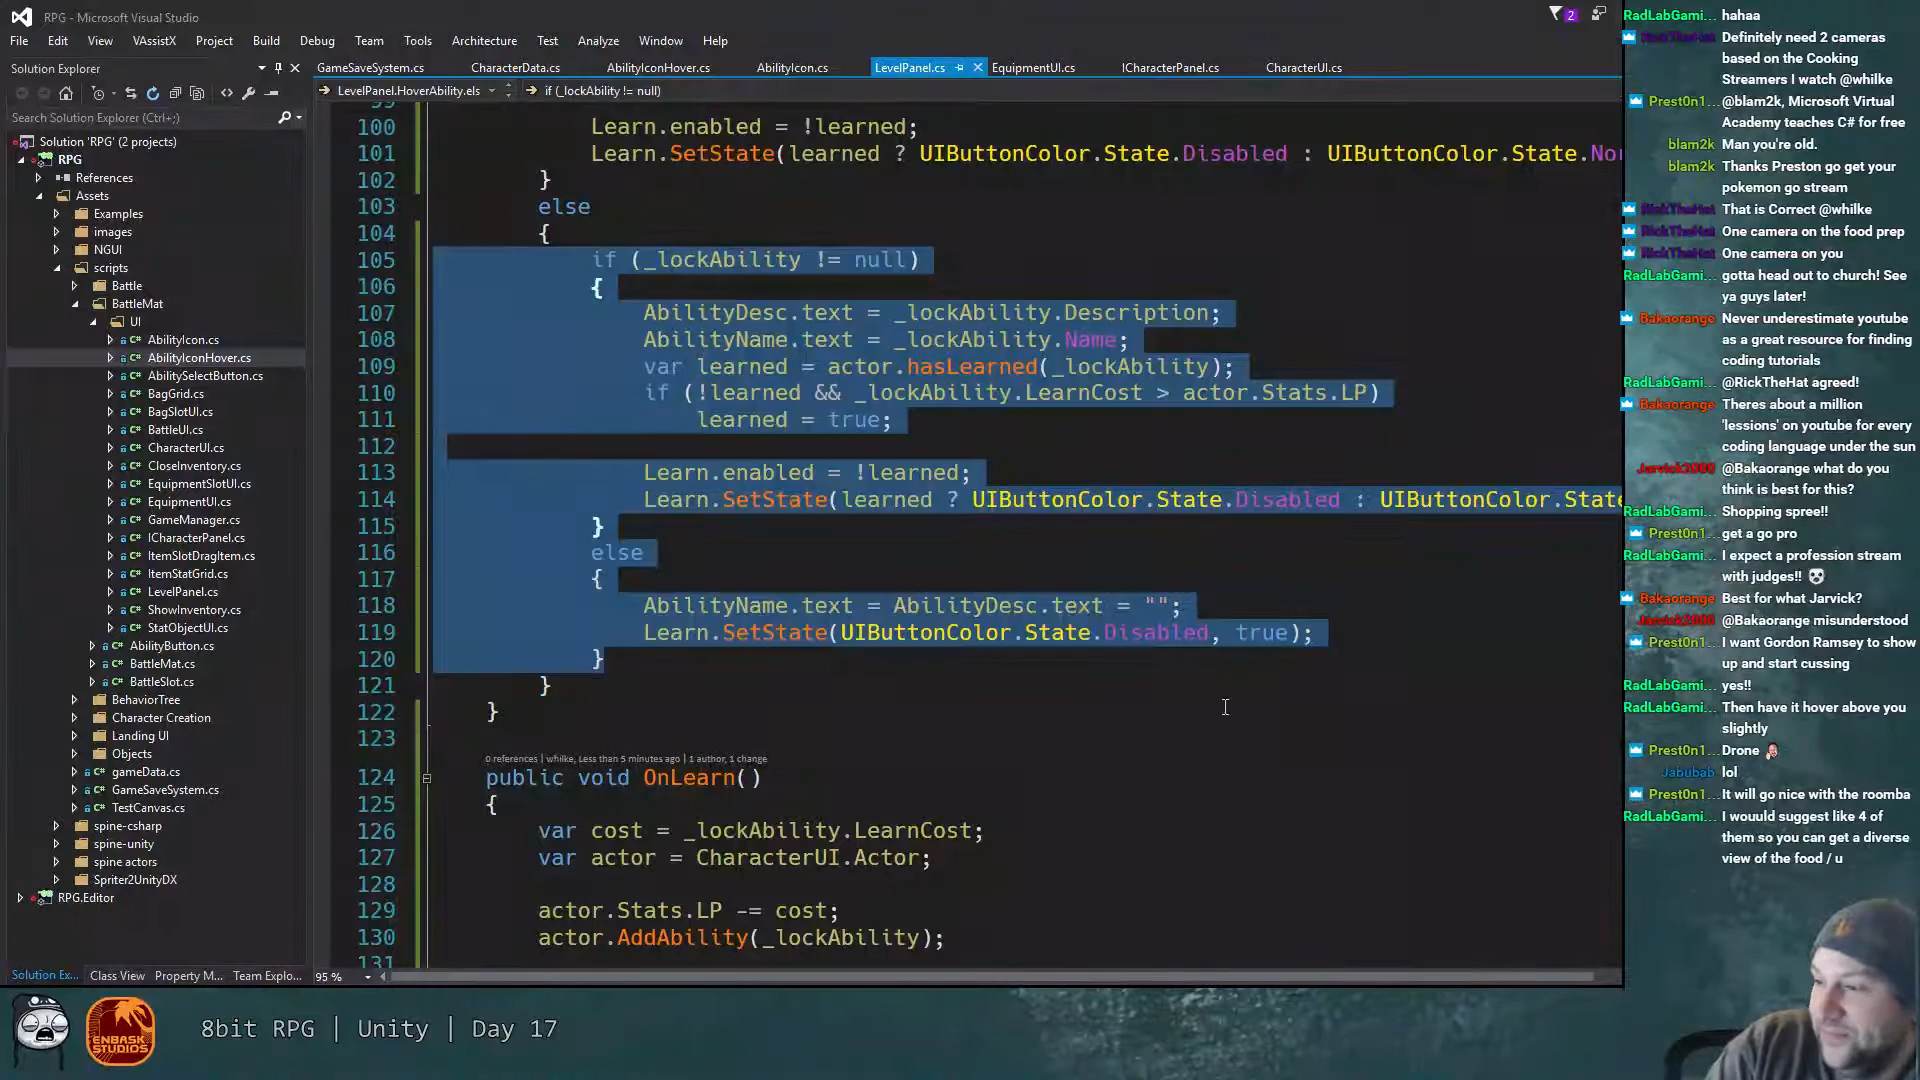 RPG - Microsoft Visual Studio
2
File Edit View VAssistX Project Build Debug Team Tools Architecture Test Analyze Window Help
Solution Explorer
Search Solution Explorer (Ctrl+;)
Solution 'RPG' (2 projects)
RPG
References
Assets
Examples
images
NGUI
scripts
Battle
BattleMat
UI
AbilityIcon.cs
AbilityIconHover.cs
AbilitySelectButton.cs
BagGrid.cs
BagSlotUI.cs
BattleUI.cs
CharacterUI.cs
CloseInventory.cs
EquipmentSlotUI.cs
EquipmentUI.cs
GameManager.cs
ICharacterPanel.cs
ItemSlotDragItem.cs
ItemStatGrid.cs
LevelPanel.cs
ShowInventory.cs
StatObjectUI.cs
AbilityButton.cs
BattleMat.cs
BattleSlot.cs
BehaviorTree
Character Creation
Landing UI
Objects
gameData.cs
GameSaveSystem.cs
TestCanvas.cs
spine-csharp
spine-unity
spine actors
Spriter2UnityDX
RPG.Editor
Solution Ex... Class View Property M... Team Explo...
GameSaveSystem.cs CharacterData.cs AbilityIconHover.cs AbilityIcon.cs LevelPanel.cs EquipmentUI.cs ICharacterPanel.cs CharacterUI.cs
LevelPanel.HoverAbility.els if (_lockAbility != null)
99
100 Learn.enabled = !learned;
101 Learn.SetState(learned ? UIButtonColor.State.Disabled : UIButtonColor.State.No
102 }
103 else
104 {
105 if (_lockAbility != null)
106 {
107 AbilityDesc.text = _lockAbility.Description;
108 AbilityName.text = _lockAbility.Name;
109 var learned = actor.hasLearned(_lockAbility);
110 if (!learned && _lockAbility.LearnCost > actor.Stats.LP)
111 learned = true;
112
113 Learn.enabled = !learned;
114 Learn.SetState(learned ? UIButtonColor.State.Disabled : UIButtonColor.State
115 }
116 else
117 {
118 AbilityName.text = AbilityDesc.text = "";
119 Learn.SetState(UIButtonColor.State.Disabled, true);
120 }
121 }
122 }
123
0 references | whilke, Less than 5 minutes ago | 1 author, 1 change
124 public void OnLearn()
125 {
126 var cost = _lockAbility.LearnCost;
127 var actor = CharacterUI.Actor;
128
129 actor.Stats.LP -= cost;
130 actor.AddAbility(_lockAbility);
131
95 %
RadLabGami... hahaa
RickTheHat Definitely need 2 cameras
based on the Cooking
Streamers I watch @whilke
Prest0n1... @blam2k, Microsoft Virtual
Academy teaches C# for free
blam2k Man you're old.
blam2k Thanks Preston go get your
pokemon go stream
RickTheHat That is Correct @whilke
RickTheHat One camera on the food prep
RickTheHat One camera on you
RadLabGami... gotta head out to church! See
ya guys later!
Bakaorange Never underestimate youtube
as a great resource for finding
coding tutorials
RadLabGami... @RickTheHat agreed!
Bakaorange Theres about a million
'lessions' on youtube for every
coding language under the sun
Jarvick2000 @Bakaorange what do you
think is best for this?
RadLabGami... Shopping spree!!
Prest0n1... get a go pro
RadLabGami... I expect a profession stream
with judges!!
Bakaorange Best for what Jarvick?
Jarvick2000 @Bakaorange misunderstood
Prest0n1... I want Gordon Ramsey to show
up and start cussing
RadLabGami... yes!!
RadLabGami... Then have it hover above you
slightly
Prest0n1... Drone
Jabubab lol
Prest0n1... It will go nice with the roomba
RadLabGami... I wouuld suggest like 4 of
them so you can get a diverse
view of the food / u
ENBASK
STUDIOS
8bit RPG | Unity | Day 17